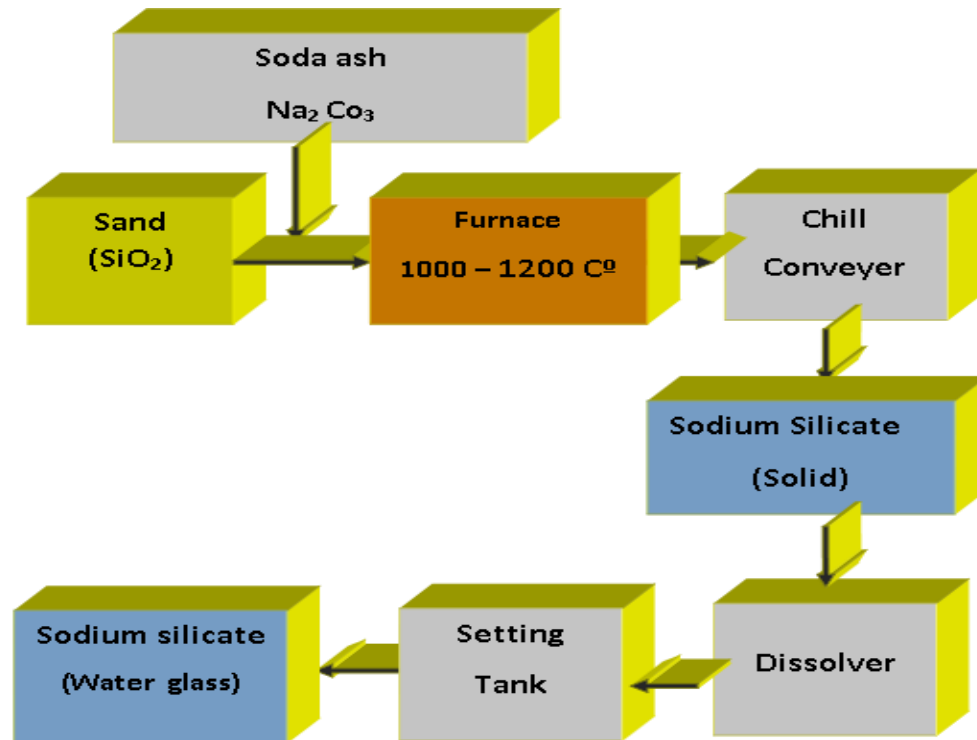 Soda ash
Na₂ Co₃
Sand
(SiO₂)
Furnace
1000 – 1200 Cº
Chill
Conveyer
Sodium Silicate
(Solid)
Dissolver
Setting
Tank
Sodium silicate
(Water glass)